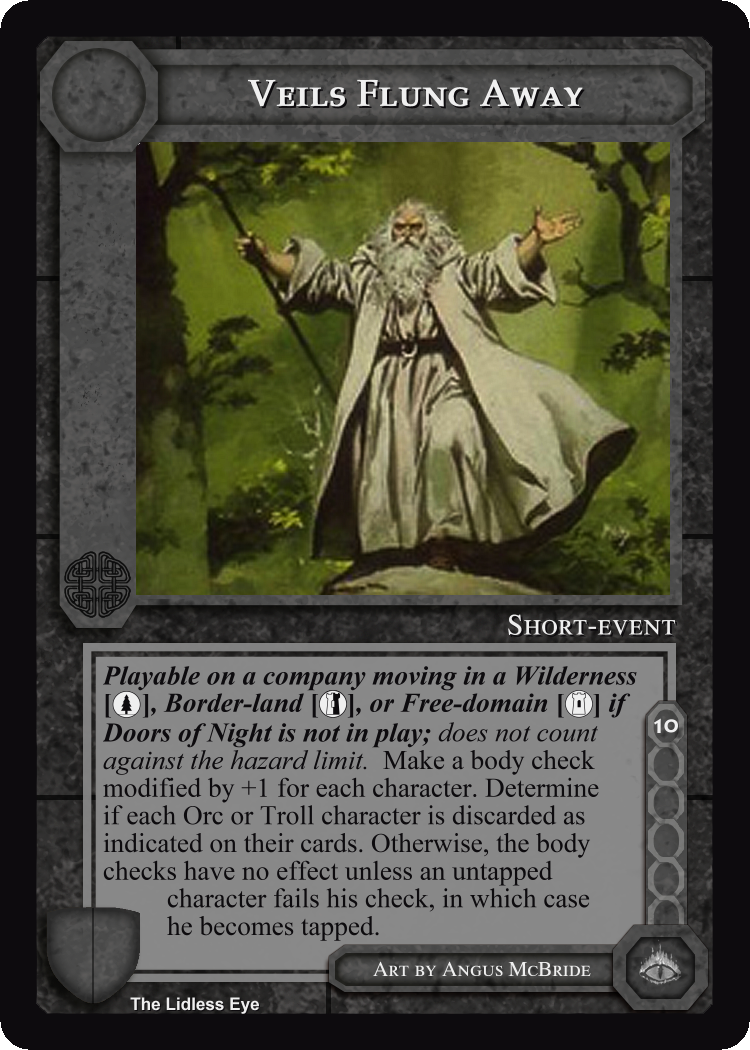 Veils Flung Away
Short-event
Playable on a company moving in a Wilderness
[], Border-land [], or Free-domain [] if
Doors of Night is not in play; does not count
against the hazard limit. Make a body check
modified by +1 for each character. Determine
if each Orc or Troll character is discarded as
indicated on their cards. Otherwise, the body
checks have no effect unless an untapped
character fails his check, in which case
he becomes tapped.
10
Art by Angus McBride
The Lidless Eye